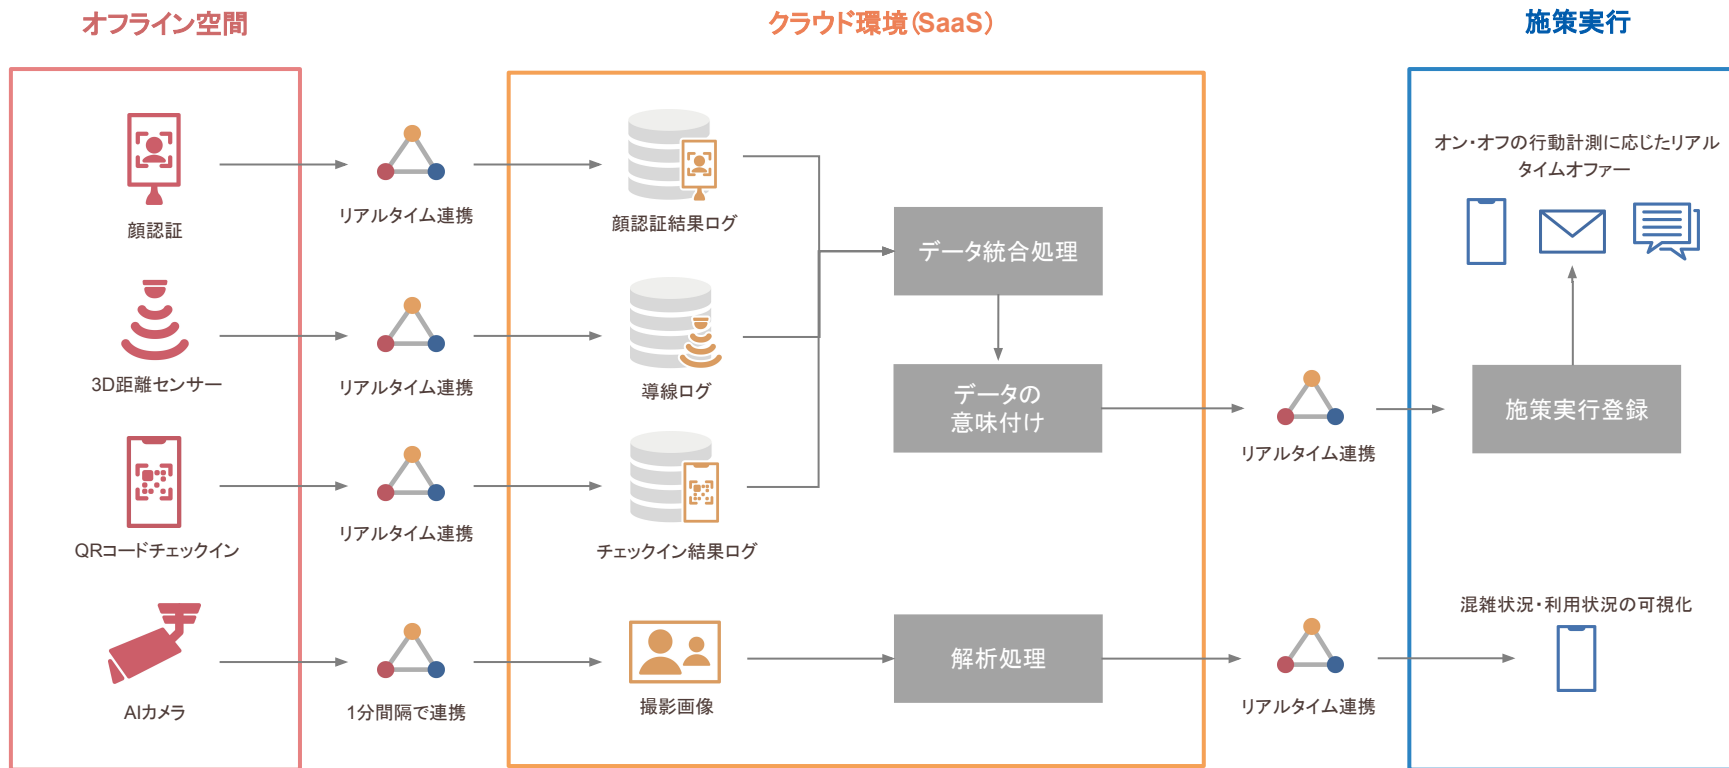 オフライン空間
クラウド環境(SaaS)
施策実行
顔認証
リアルタイム連携
顔認証結果ログ
3D距離センサー
リアルタイム連携
導線ログ
QRコードチェックイン
リアルタイム連携
チェックイン結果ログ
AIカメラ
1分間隔で連携
撮影画像
データ統合処理
データの
意味付け
解析処理
リアルタイム連携
リアルタイム連携
オン・オフの行動計測に応じたリアル
タイムオファー
施策実行登録
混雑状況・利用状況の可視化